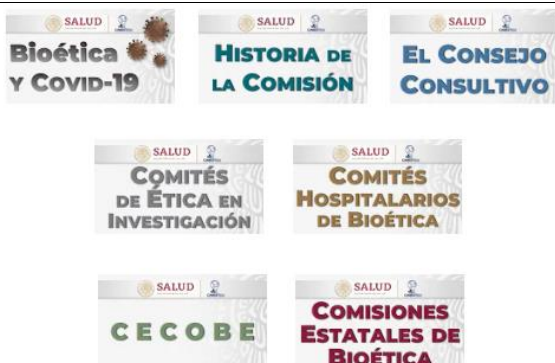 SALUD
Bioética
y Covid-19
SALUD
Historia de
la Comisión
SALUD
El Consejo
Consultivo
SALUD
Comités
de Ética en
Investigación
SALUD
Comités
Hospitalarios
de Bioética
SALUD
CECOBE
SALUD
Comisiones
Estatales de
Bioética